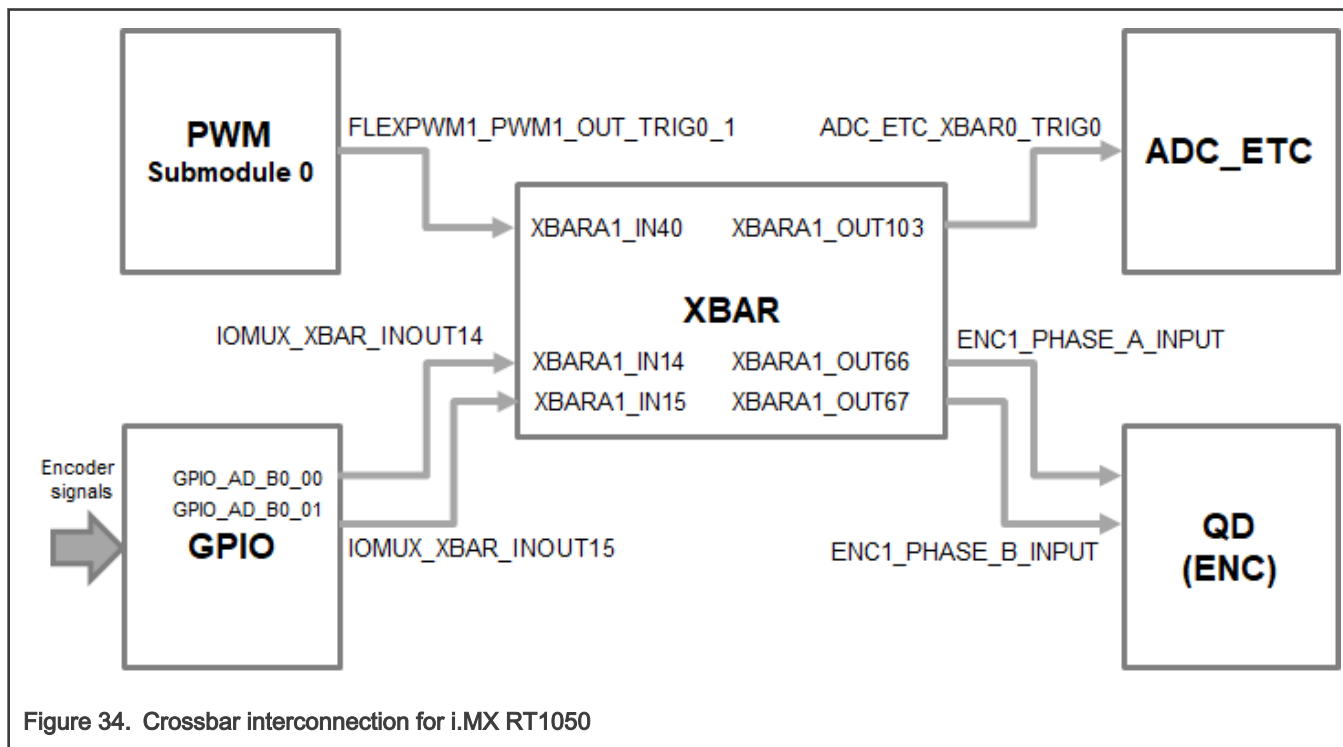 PWM
Submodule 0
FLEXPWM1_PWM1_OUT_TRIG0_1
ADC_ETC_XBAR0_TRIG0
ADC_ETC
XBARA1_IN40 XBARA1_OUT103
XBAR
IOMUX_XBAR_INOUT14
ENC1_PHASE_A_INPUT
XBARA1_IN14 XBARA1_OUT66
XBARA1_IN15 XBARA1_OUT67
Encoder
signals
GPIO_AD_B0_00
GPIO_AD_B0_01
GPIO
IOMUX_XBAR_INOUT15
ENC1_PHASE_B_INPUT
QD
(ENC)
Figure 34. Crossbar interconnection for i.MX RT1050